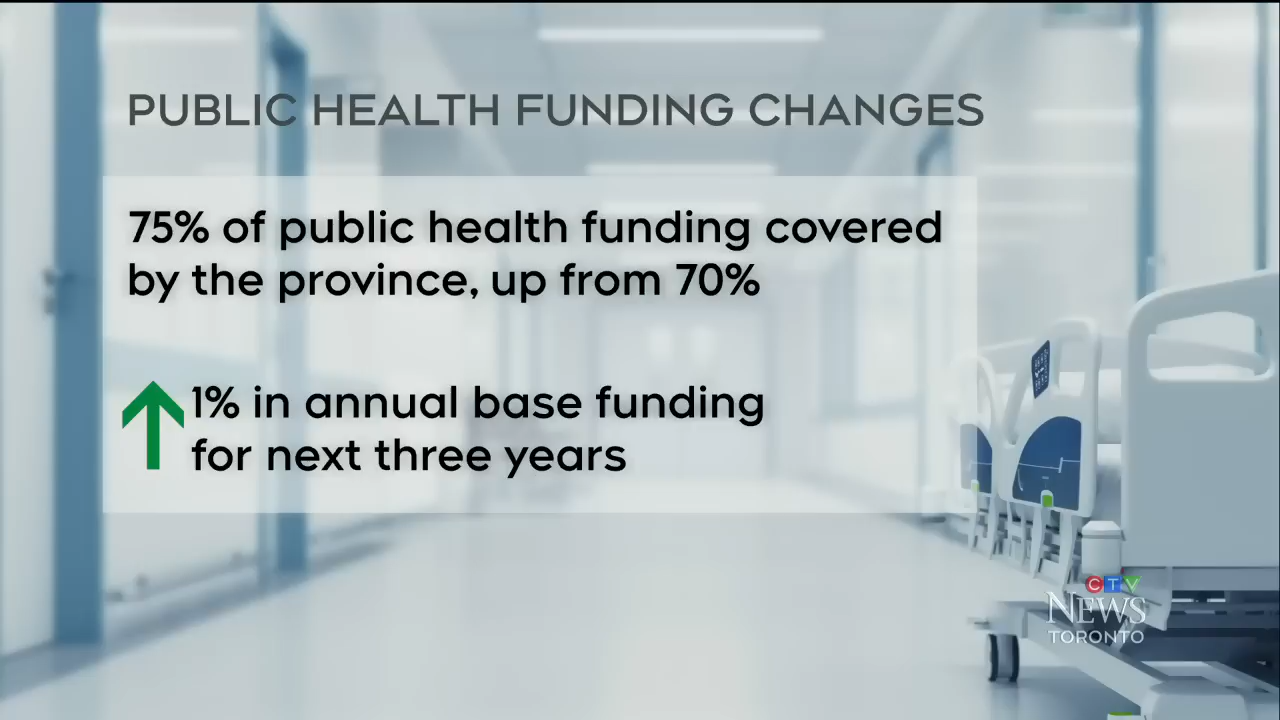 PUBLIC HEALTH FUNDING CHANGES
75% of public health funding covered
by the province, up from 70%
1% in annual base funding
for next three years
CTV
NEWS
TORONTO